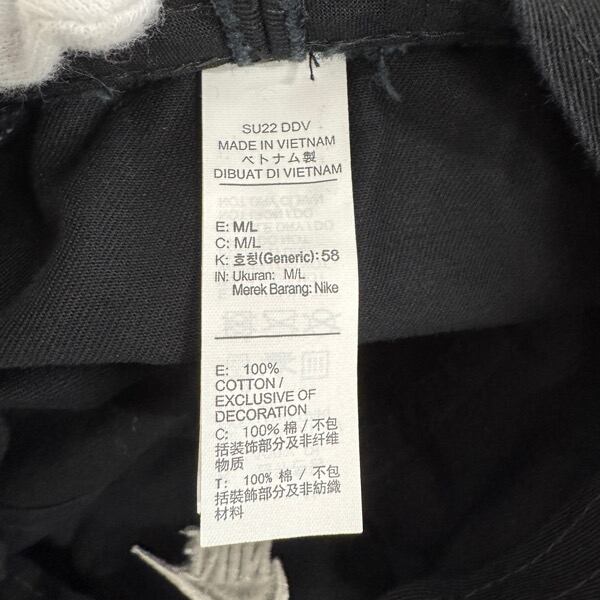 SU22 DDV
MADE IN VIETNAM
ベトナム製
DIBUAT DI VIETNAM
E: M/L
C: M/L
K: 호칭(Generic): 58
IN: Ukuran: M/L
Merek Barang: Nike
E: 100%
COTTON /
EXCLUSIVE OF
DECORATION
C: 100% 棉 / 不包
括装饰部分及非纤维
物质
T: 100% 棉 / 不包
括裝飾部分及非紡織
材料